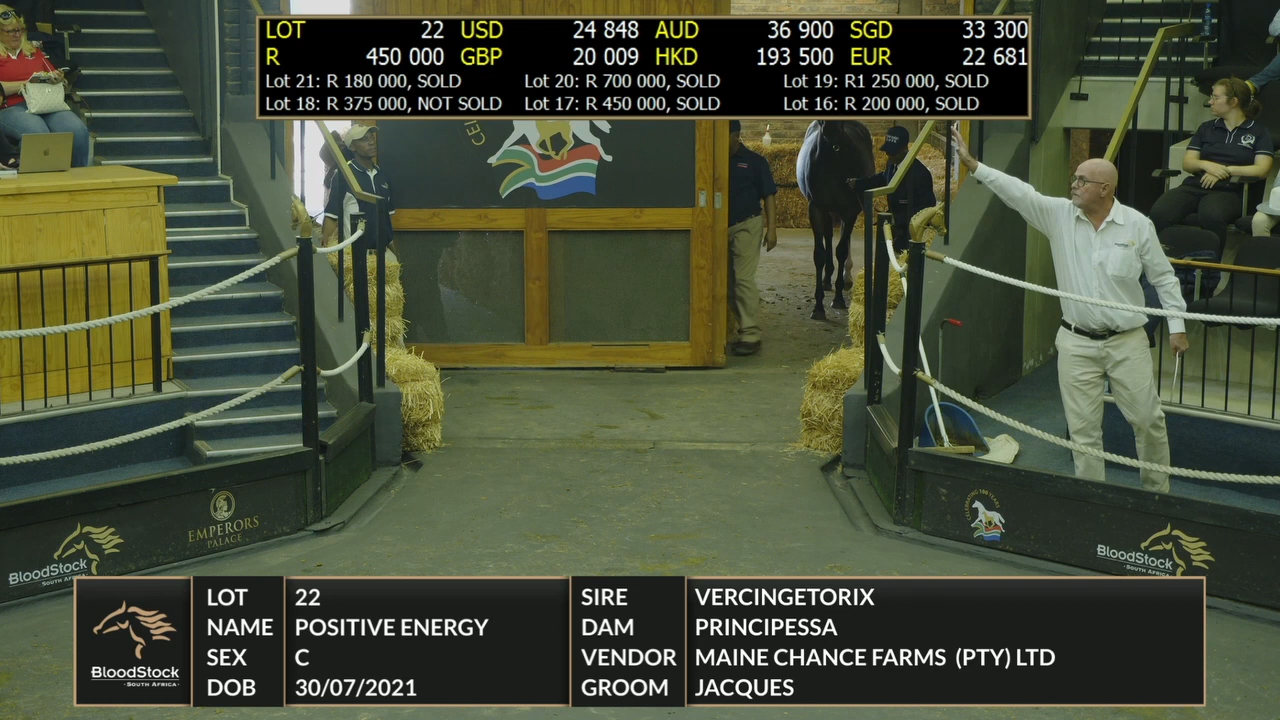 LOT 22 USD 24 848 AUD 36 900 SGD 33 300
R 450 000 GBP 20 009 HKD 193 500 EUR 22 681
Lot 21: R 180 000, SOLD Lot 20: R 700 000, SOLD Lot 19: R1 250 000, SOLD
Lot 18: R 375 000, NOT SOLD Lot 17: R 450 000, SOLD Lot 16: R 200 000, SOLD
EMPERORS
PALACE
BloodStock
SOUTH AFRICA
BloodStock
SOUTH AFRICA
BloodStock
SOUTH AFRICA
LOT 22 SIRE VERCINGETORIX
NAME POSITIVE ENERGY DAM PRINCIPESSA
SEX C VENDOR MAINE CHANCE FARMS (PTY) LTD
DOB 30/07/2021 GROOM JACQUES